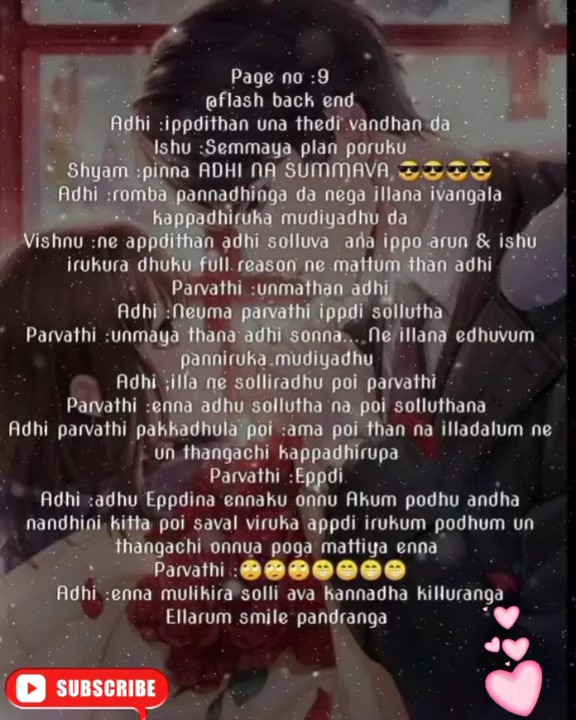 Page no :9
@flash back end
Adhi :ippdithan una thedi vandhan da
Ishu :Semmaya plan poruku
Shyam :pinna ADHI NA SUMMAVA 😎😎😎😎
Adhi :romba pannadhinga da nega illana ivangala
kappadhiruka mudiyadhu da
Vishnu :ne appdithan adhi solluva ana ippo arun & ishu
irukura dhuku full reason ne mattum than adhi
Parvathi :unmathan adhi
Adhi :Neuma parvathi ippdi sollutha
Parvathi :unmaya thana adhi sonna... Ne illana edhuvum
panniruka mudiyadhu
Adhi ;illa ne solliradhu poi parvathi
Parvathi :enna adhu sollutha na poi solluthana
Adhi parvathi pakkadhula poi :ama poi than na illadalum ne
un thangachi kappadhirupa
Parvathi :Eppdi
Adhi :adhu Eppdina ennaku onnu Akum podhu andha
nandhini kitta poi saval viruka appdi irukum podhum un
thangachi onnua poga mattiya enna
Parvathi :🙄🙄🙄😁😁😁😁
Adhi :enna mulikira solli ava kannadha killuranga
Ellarum smile pandranga
SUBSCRIBE